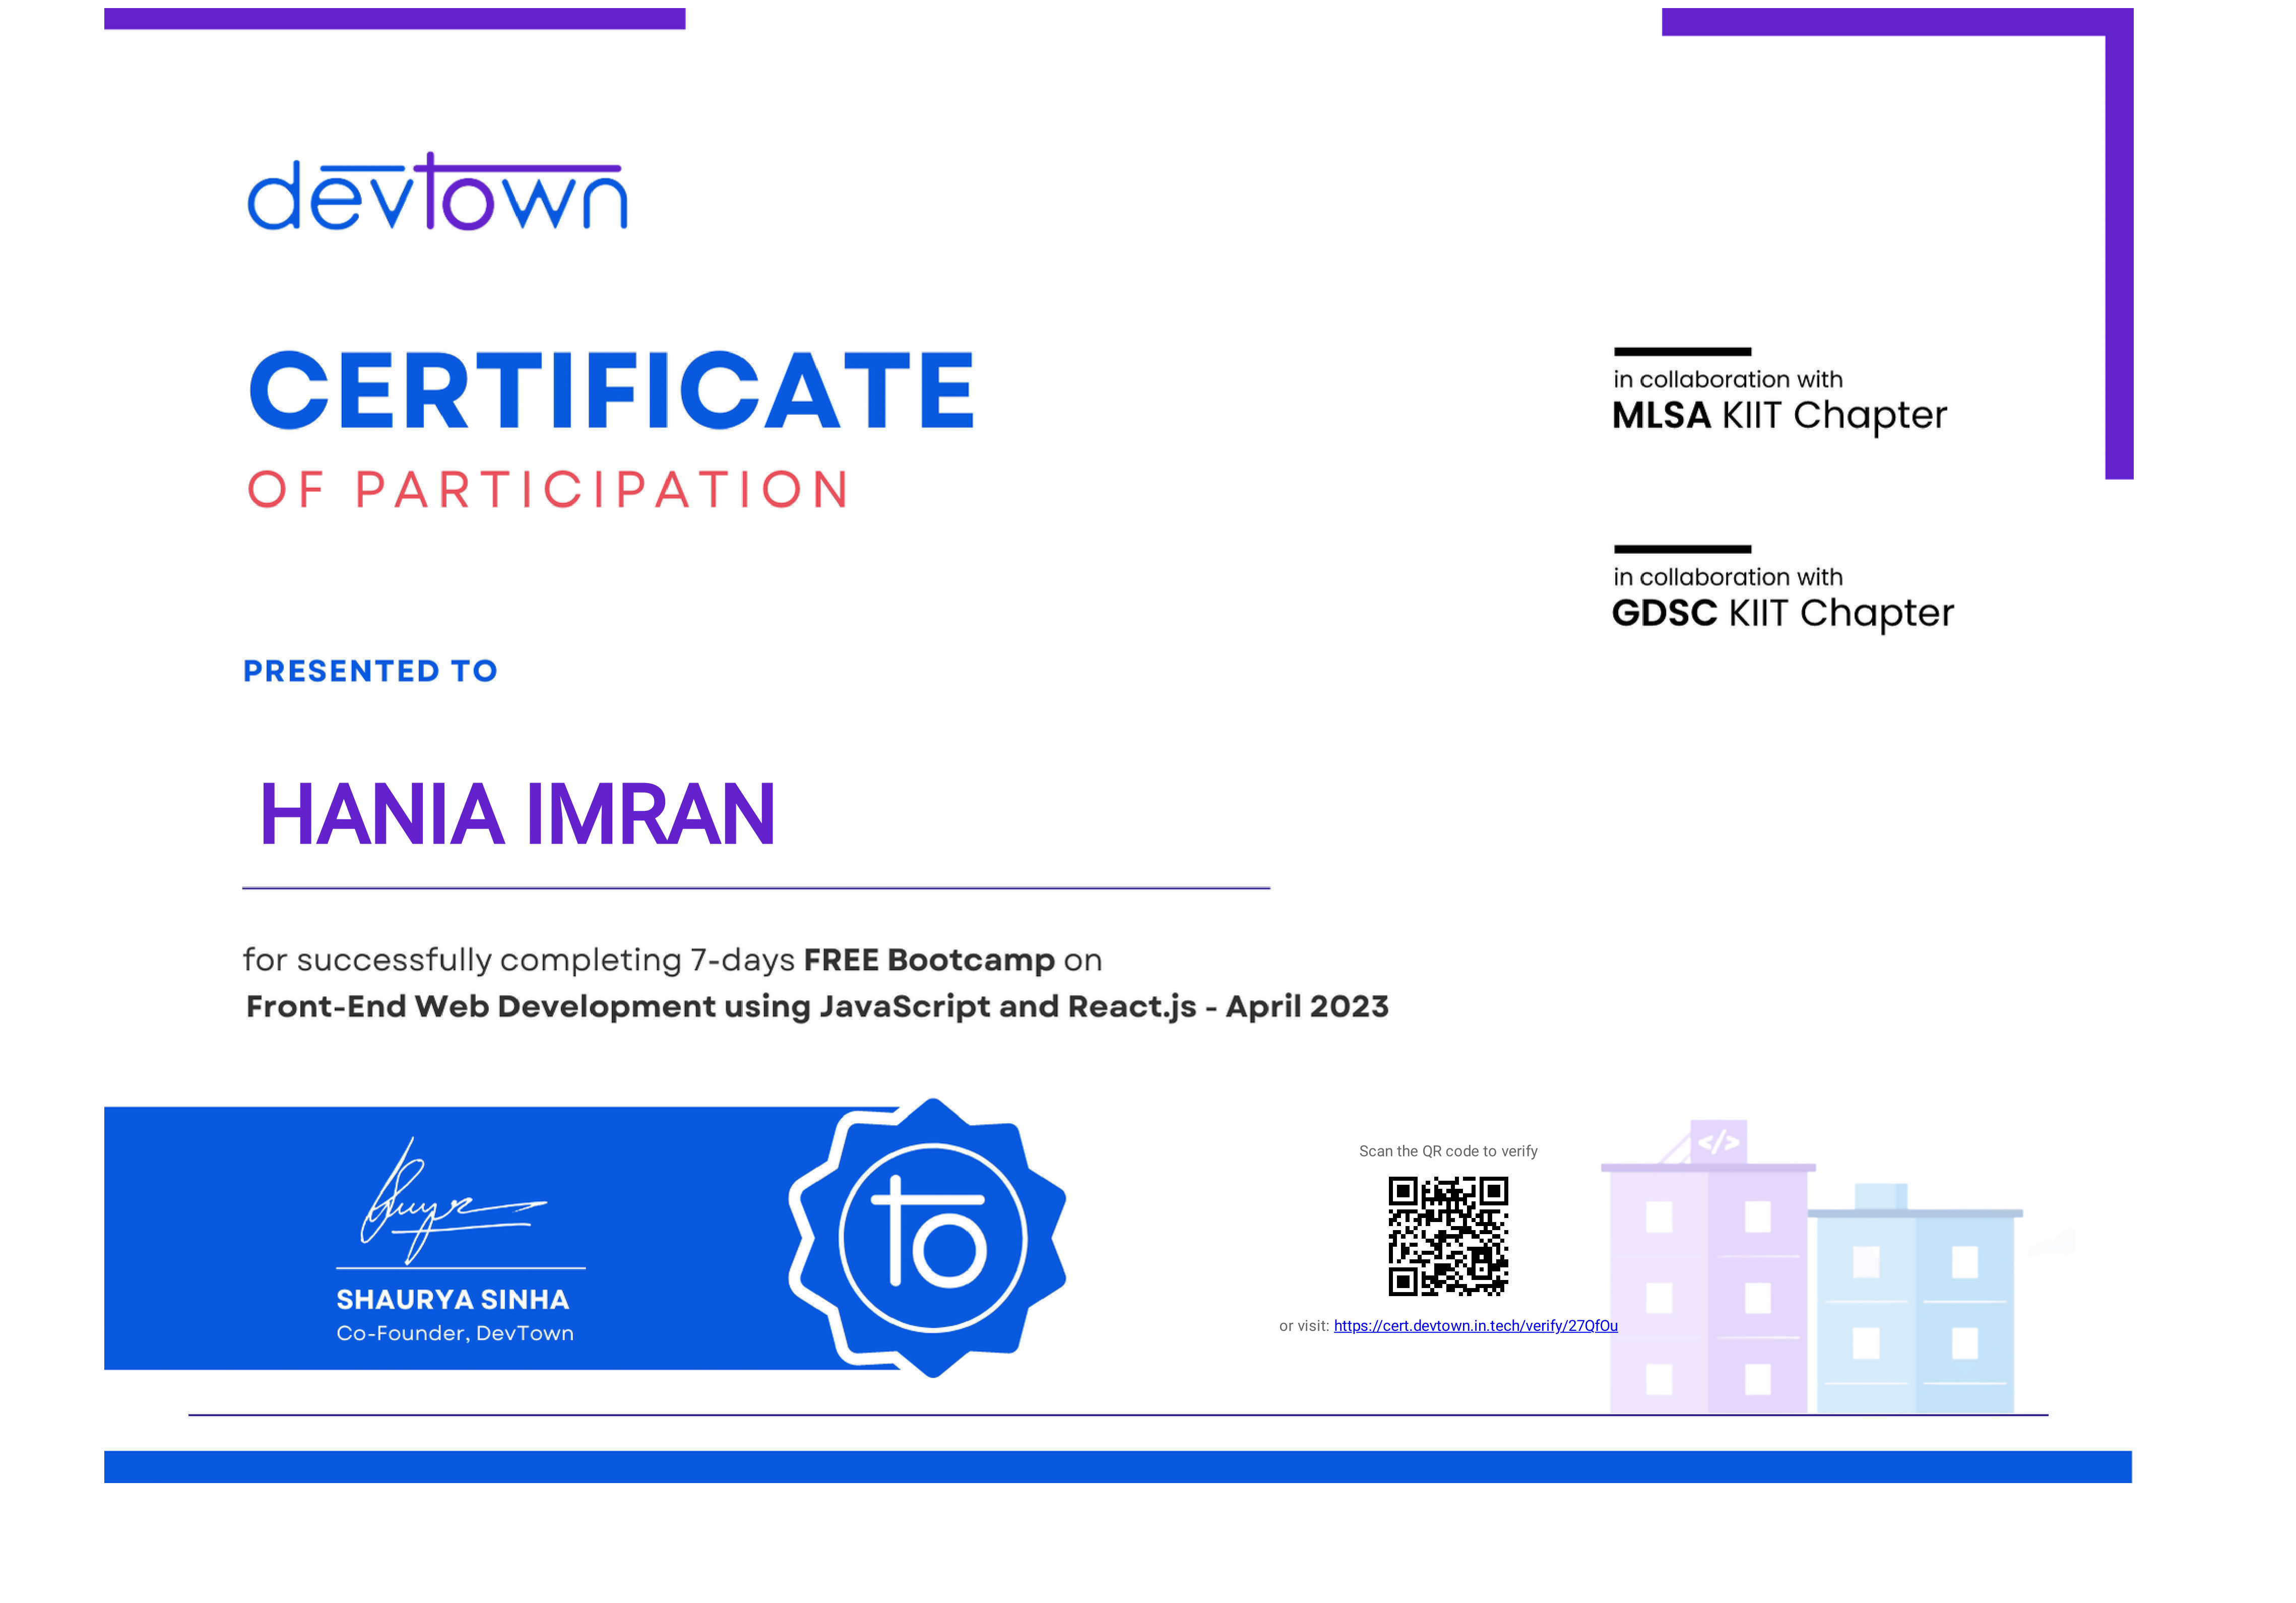 devtown
CERTIFICATE
OF PARTICIPATION
in collaboration with
MLSA KIIT Chapter
in collaboration with
GDSC KIIT Chapter
PRESENTED TO
HANIA IMRAN
for successfully completing 7-days FREE Bootcamp on
Front-End Web Development using JavaScript and React.js - April 2023
SHAURYA SINHA
Co-Founder, DevTown
to
Scan the QR code to verify
or visit: https://cert.devtown.in.tech/verify/27QfOu
</>